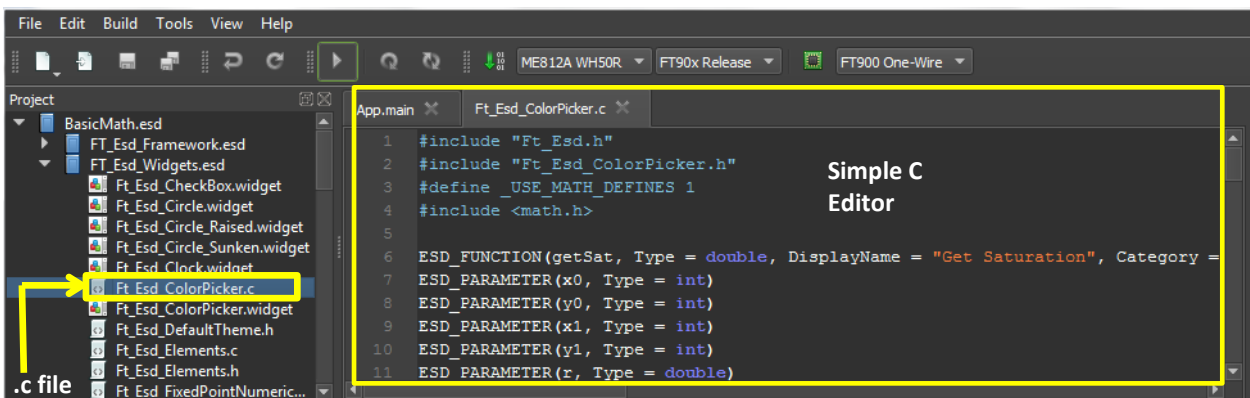 File Edit Build Tools View Help
ME812A WH50R FT90x Release FT900 One-Wire
Project
BasicMath.esd
FT_Esd_Framework.esd
FT_Esd_Widgets.esd
Ft_Esd_CheckBox.widget
Ft_Esd_Circle.widget
Ft_Esd_Circle_Raised.widget
Ft_Esd_Circle_Sunken.widget
Ft_Esd_Clock.widget
Ft_Esd_ColorPicker.c
Ft_Esd_ColorPicker.widget
Ft_Esd_DefaultTheme.h
Ft_Esd_Elements.c
Ft_Esd_Elements.h
Ft_Esd_FixedPointNumeric...
.c file
App.main Ft_Esd_ColorPicker.c
1 #include "Ft_Esd.h"
2 #include "Ft_Esd_ColorPicker.h"
3 #define _USE_MATH_DEFINES 1
4 #include <math.h>
5
6 ESD_FUNCTION(getSat, Type = double, DisplayName = "Get Saturation", Category =
7 ESD_PARAMETER(x0, Type = int)
8 ESD_PARAMETER(y0, Type = int)
9 ESD_PARAMETER(x1, Type = int)
10 ESD_PARAMETER(y1, Type = int)
11 ESD_PARAMETER(r, Type = double)
Simple C
Editor